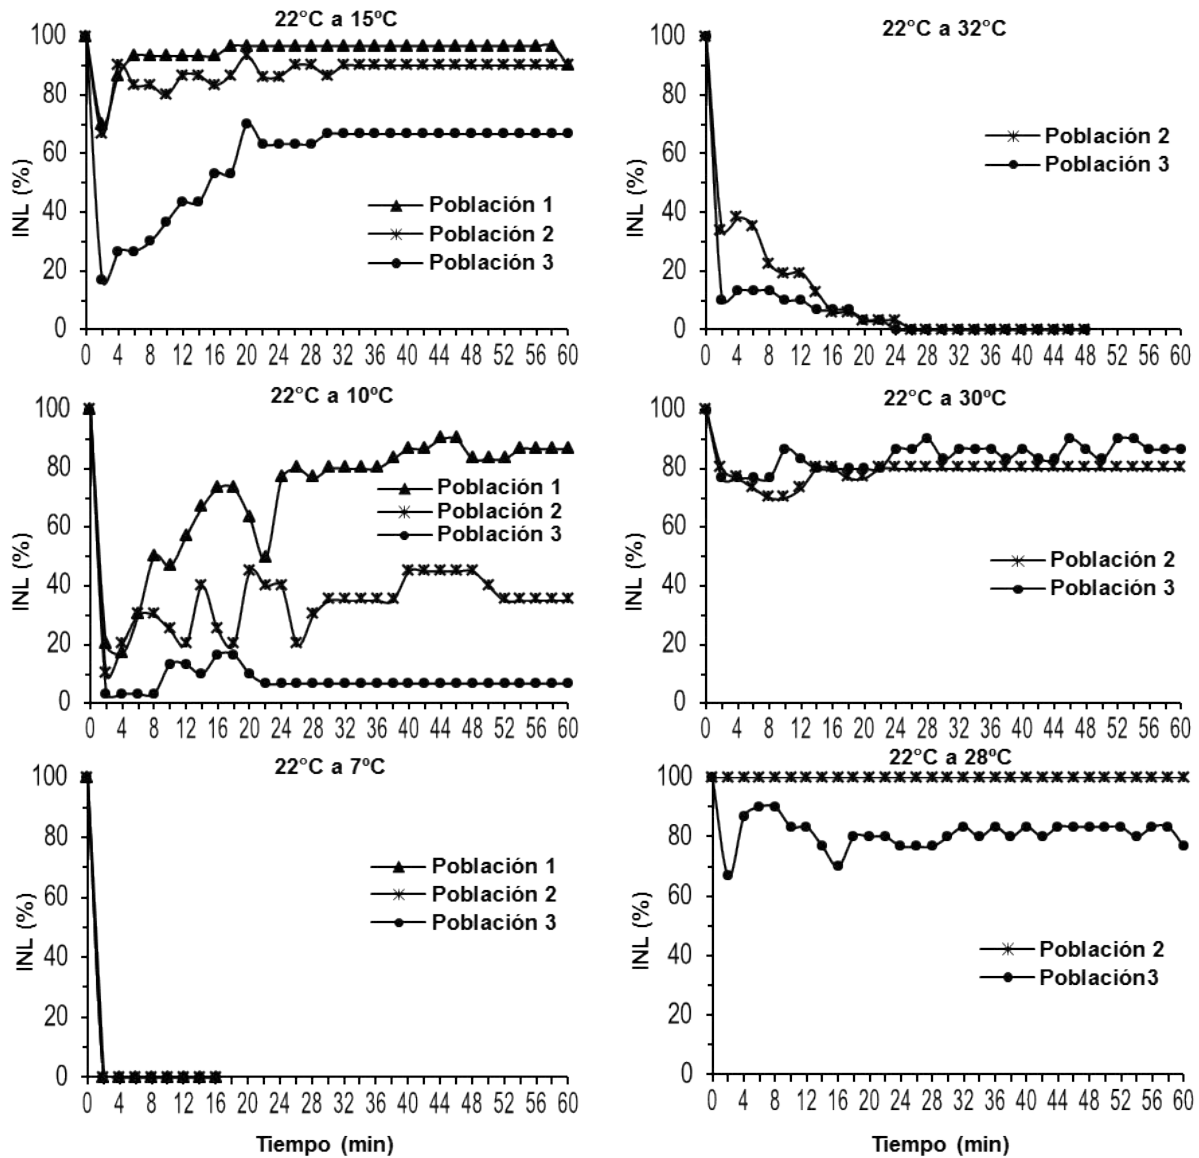 22°C a 15ºC
INL (%)
100
80
60
40
20
0
Población 1
Población 2
Población 3
0 4 8 12 16 20 24 28 32 36 40 44 48 52 56 60
22°C a 32°C
INL (%)
100
80
60
40
20
0
Población 2
Población 3
0 4 8 12 16 20 24 28 32 36 40 44 48 52 56 60
22°C a 10ºC
INL (%)
100
80
60
40
20
0
Población 1
Población 2
Población 3
0 4 8 12 16 20 24 28 32 36 40 44 48 52 56 60
22°C a 30ºC
INL (%)
100
80
60
40
20
0
Población 2
Población 3
0 4 8 12 16 20 24 28 32 36 40 44 48 52 56 60
22°C a 7ºC
INL (%)
100
80
60
40
20
0
Población 1
Población 2
Población 3
0 4 8 12 16 20 24 28 32 36 40 44 48 52 56 60
Tiempo (min)
22°C a 28ºC
INL (%)
100
80
60
40
20
0
Población 2
Población3
0 4 8 12 16 20 24 28 32 36 40 44 48 52 56 60
Tiempo (min)